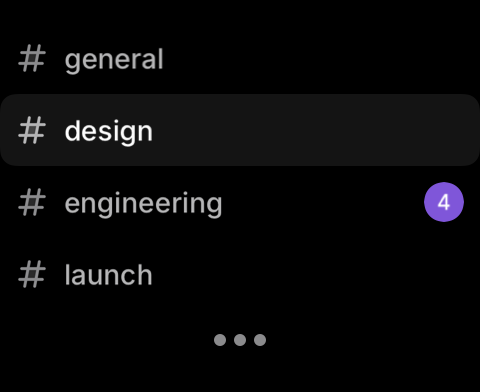 # general
# design
# engineering 4
# launch